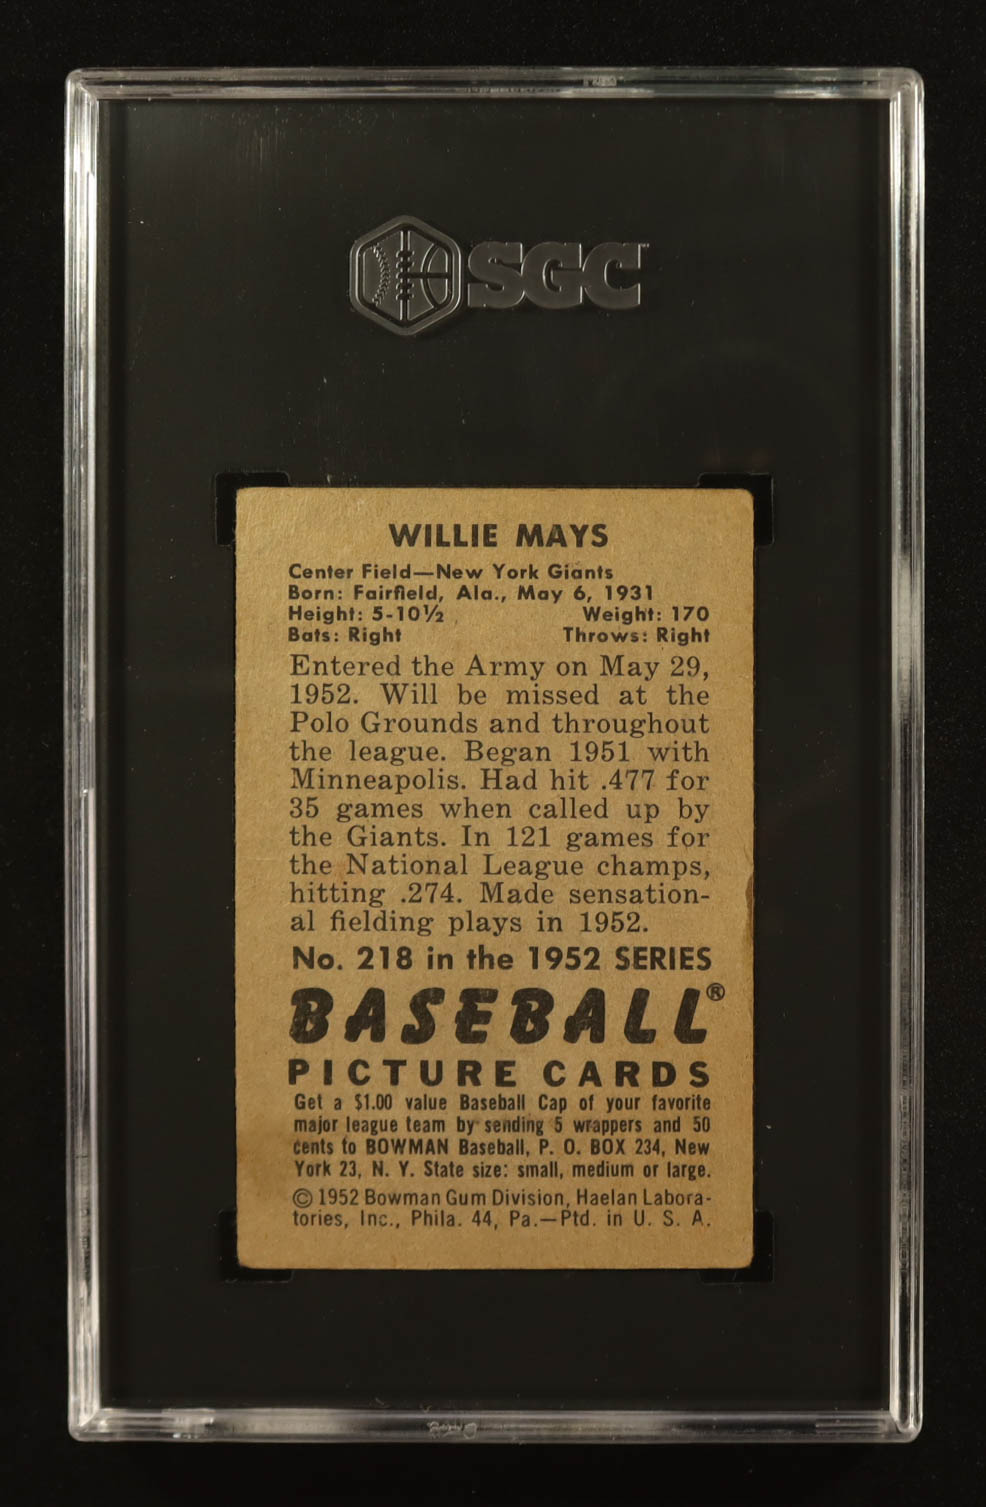 SGC
WILLIE MAYS
Center Field—New York Giants
Born: Fairfield, Ala., May 6, 1931
Height: 5-10½ Weight: 170
Bats: Right Throws: Right
Entered the Army on May 29,
1952. Will be missed at the
Polo Grounds and throughout
the league. Began 1951 with
Minneapolis. Had hit .477 for
35 games when called up by
the Giants. In 121 games for
the National League champs,
hitting .274. Made sensation-
al fielding plays in 1952.
No. 218 in the 1952 SERIES
BASEBALL®
PICTURE CARDS
Get a $1.00 value Baseball Cap of your favorite
major league team by sending 5 wrappers and 50
cents to BOWMAN Baseball, P. O. BOX 234, New
York 23, N. Y. State size: small, medium or large.
© 1952 Bowman Gum Division, Haelan Labora-
tories, Inc., Phila. 44, Pa.—Ptd. in U. S. A.